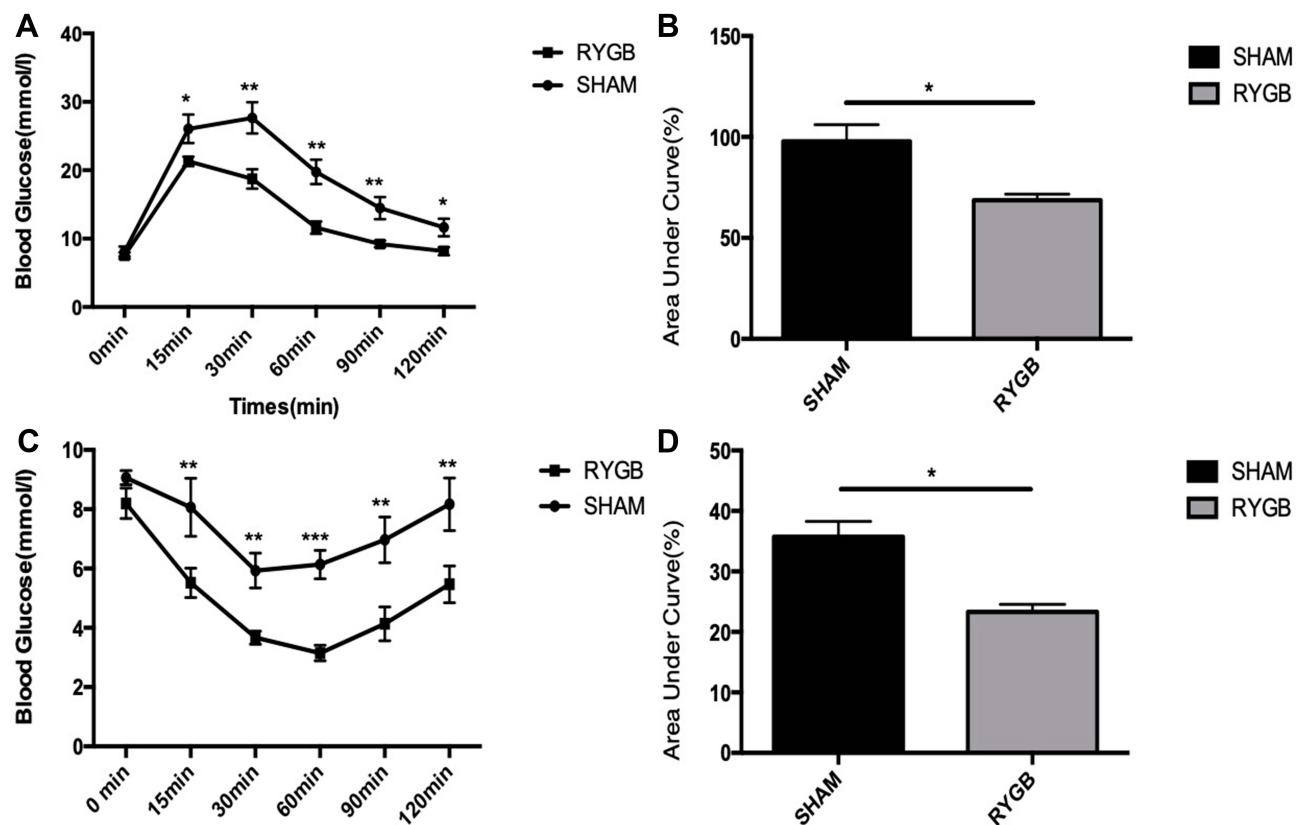 A
Blood Glucose(mmol/l)
40
30
20
10
0
* ** ** ** *
0min 15min 30min 60min 90min 120min
Times(min)
RYGB
SHAM
B
Area Under Curve(%)
150
100
50
0
*
SHAM RYGB
SHAM
RYGB
C
Blood Glucose(mmol/l)
10
8
6
4
2
0
** ** *** ** **
0 min 15min 30min 60min 90min 120min
RYGB
SHAM
D
Area Under Curve(%)
50
40
30
20
10
0
*
SHAM RYGB
SHAM
RYGB